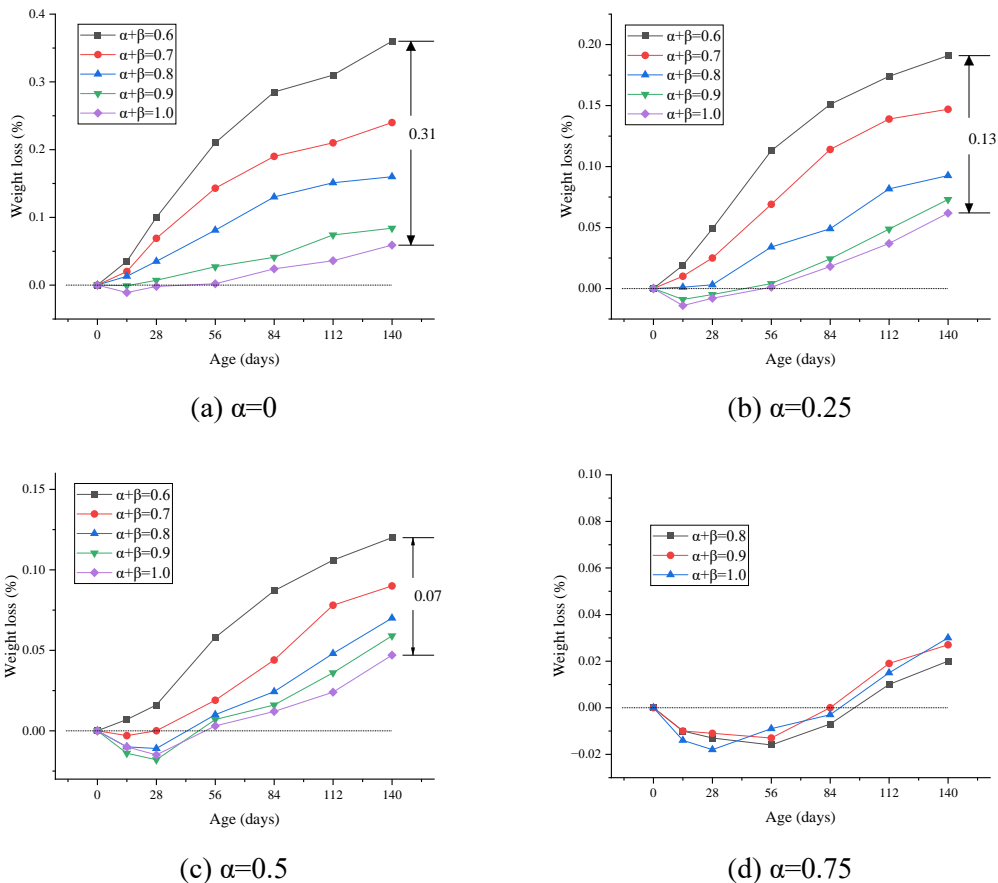 α+β=0.6
α+β=0.7
α+β=0.8
α+β=0.9
α+β=1.0
0.4
0.3
0.2
0.1
0.0
Weight loss (%)
0.31
0 28 56 84 112 140
Age (days)
(a) α=0
α+β=0.6
α+β=0.7
α+β=0.8
α+β=0.9
α+β=1.0
0.20
0.15
0.10
0.05
0.00
Weight loss (%)
0.13
0 28 56 84 112 140
Age (days)
(b) α=0.25
α+β=0.6
α+β=0.7
α+β=0.8
α+β=0.9
α+β=1.0
0.15
0.10
0.05
0.00
Weight loss (%)
0.07
0 28 56 84 112 140
Age (days)
(c) α=0.5
0.10
0.08
0.06
0.04
0.02
0.00
−0.02
Weight loss (%)
α+β=0.8
α+β=0.9
α+β=1.0
0 28 56 84 112 140
Age (days)
(d) α=0.75